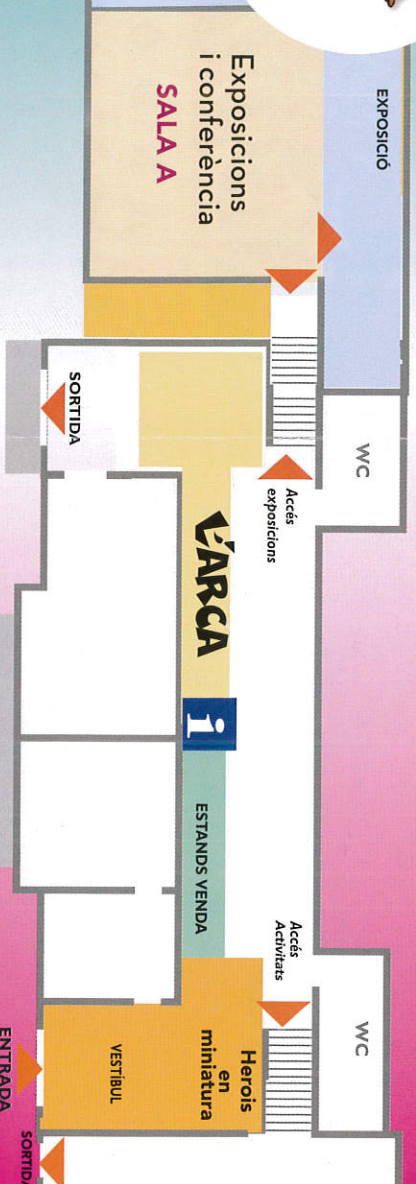 EXPOSICIÓ
Exposicions
i conferència
SALA A
WC
SORTIDA
Accés
exposicions
L'ARCA
i
ESTANDS VENDA
Accés
Activitats
WC
Herois
en
miniatura
VESTÍBUL
ENTRADA
SORTIDA